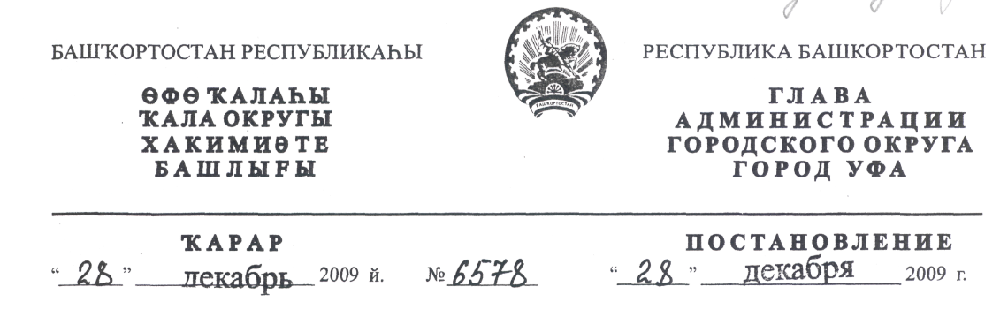 БАШҠОРТОСТАН РЕСПУБЛИКАҺЫ
ӨФӨ ҠАЛАҺЫ
ҠАЛА ОКРУГЫ
ХАКИМИӘТЕ
БАШЛЫҒЫ
БАШҠОРТОСТАН
РЕСПУБЛИКА БАШКОРТОСТАН
ГЛАВА
АДМИНИСТРАЦИИ
ГОРОДСКОГО ОКРУГА
ГОРОД УФА
ҠАРАР
“ 28 ” декабрь 2009 й. № 6578
ПОСТАНОВЛЕНИЕ
“ 28 ” декабря 2009 г.